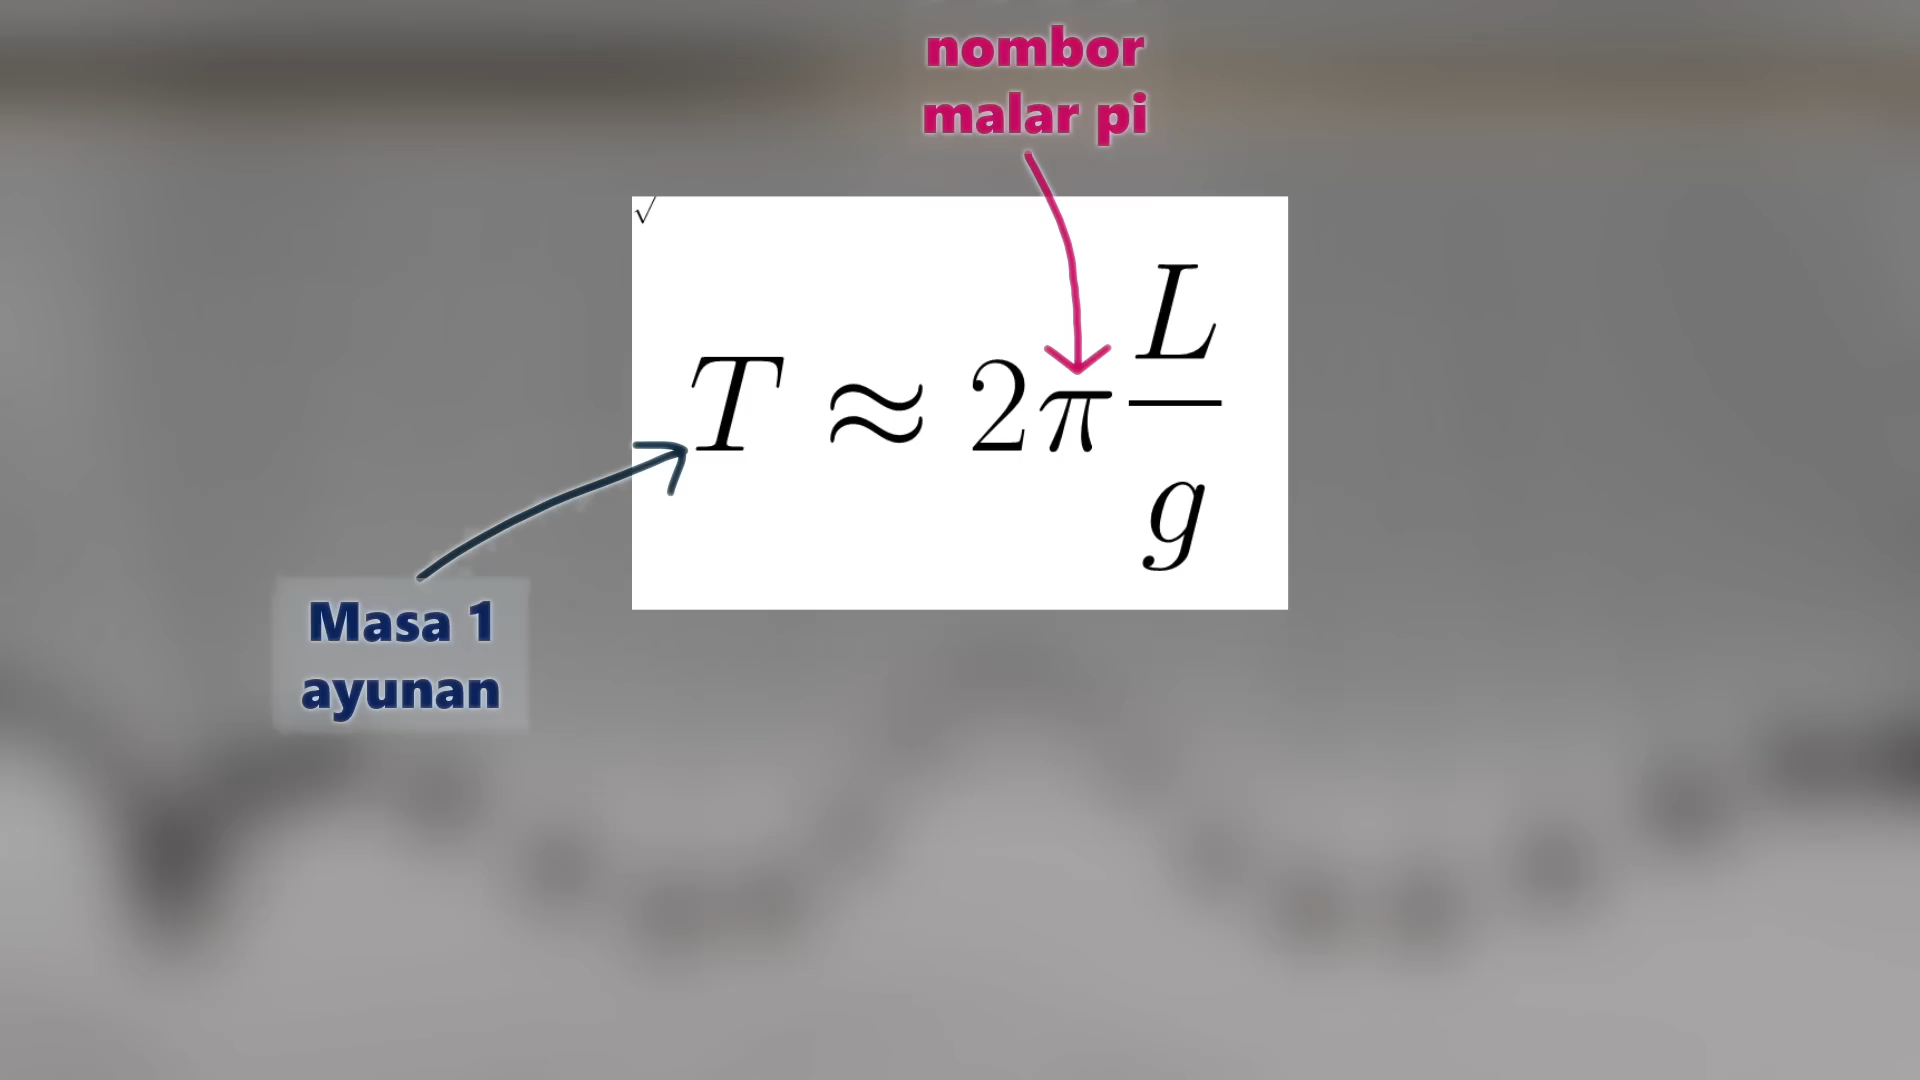 nombor
malar pi
√
T ≈ 2π L/g
Masa 1
ayunan